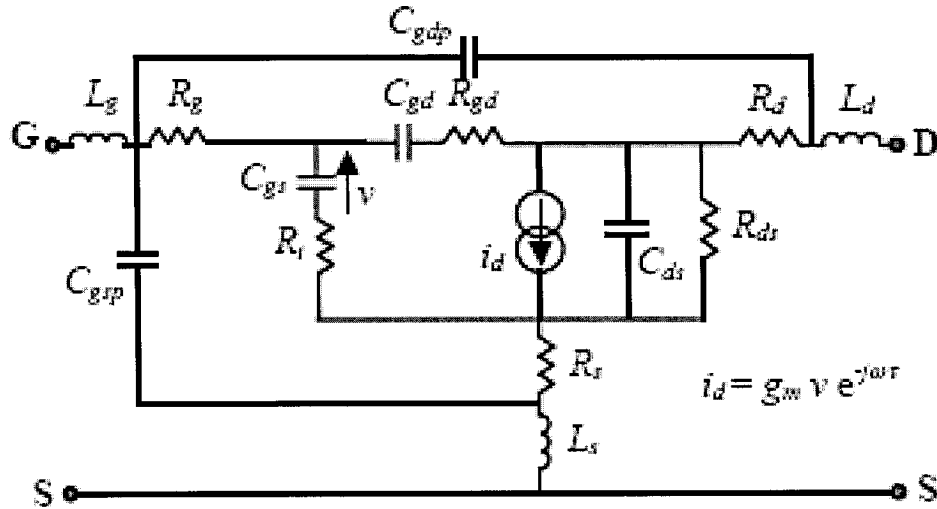 C_gdp
L_g R_g C_gd R_gd R_d L_d
G D
C_gs v
R_i i_d C_ds R_ds
C_gsp
R_s
i_d = g_m v e^-jωτ
L_s
S S